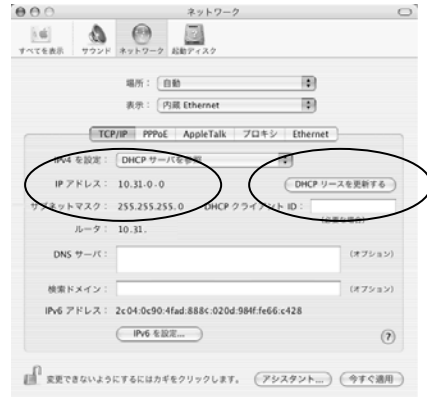 ネットワーク
すべてを表示 サウンド ネットワーク 起動ディスク
場所： 自動
表示： 内蔵 Ethernet
TCP/IP PPPoE AppleTalk プロキシ Ethernet
IPv4 を設定： DHCP サーバを参照
IP アドレス： 10.31-0-0 DHCP リースを更新する
サブネットマスク： 255.255.255.0 DHCP クライアント ID：
(必要な場合)
ルータ： 10.31.
DNS サーバ： (オプション)
検索ドメイン： (オプション)
IPv6 アドレス： 2c04:0c90:4fad:888c:020d:984f:fe66:c428
IPv6 を設定... ?
変更できないようにするにはカギをクリックします。 アシスタント... 今すぐ適用